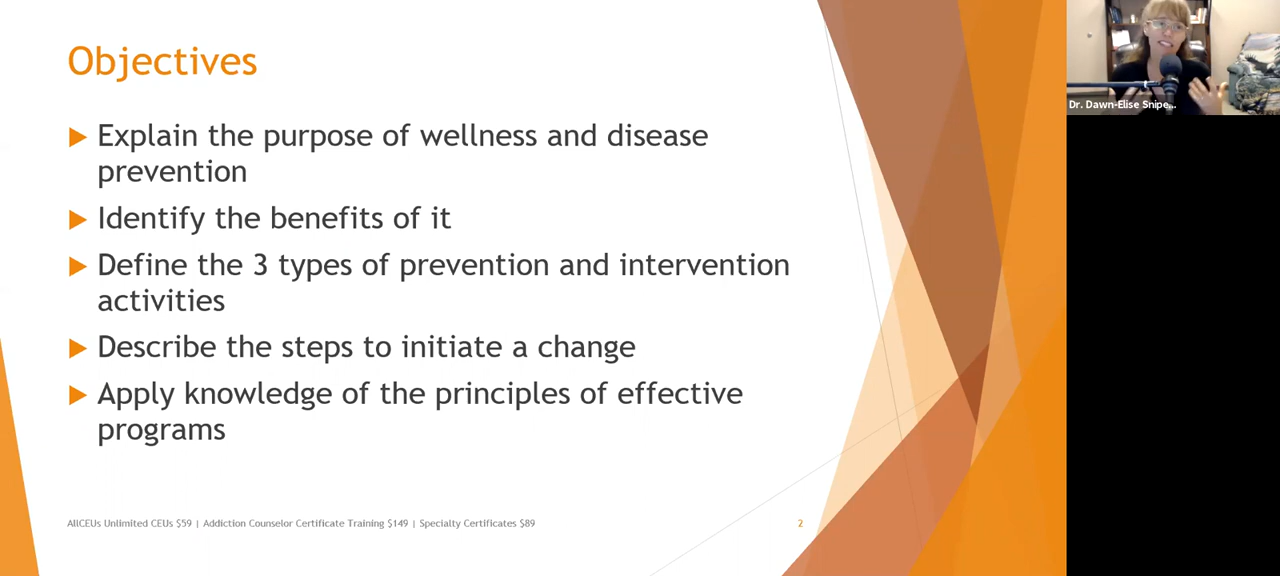 Objectives
Explain the purpose of wellness and disease
prevention
Identify the benefits of it
Define the 3 types of prevention and intervention
activities
Describe the steps to initiate a change
Apply knowledge of the principles of effective
programs
AllCEUs Unlimited CEUs $59 | Addiction Counselor Certificate Training $149 | Specialty Certificates $89
2
Dr. Dawn-Elise Snipe...